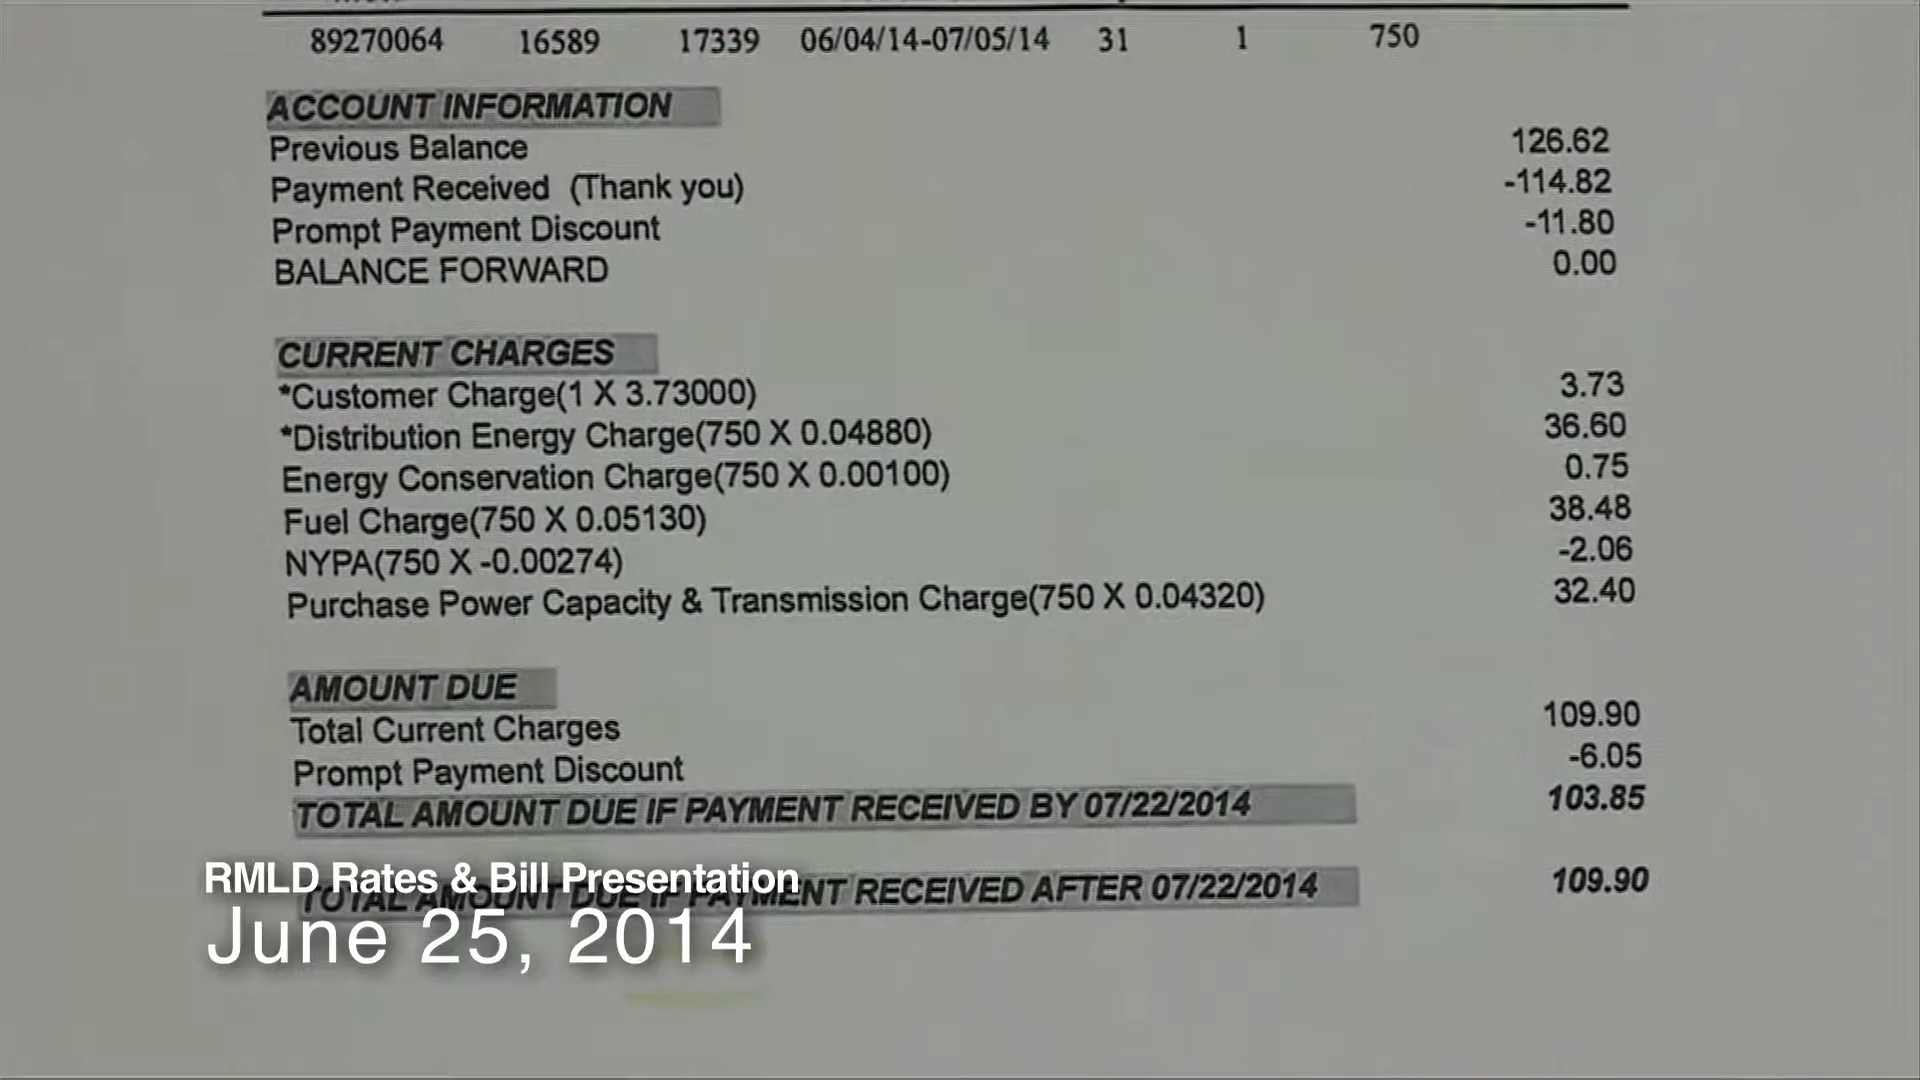 89270064 16589 17339 06/04/14-07/05/14 31 1 750
ACCOUNT INFORMATION
Previous Balance 126.62
Payment Received (Thank you) -114.82
Prompt Payment Discount -11.80
BALANCE FORWARD 0.00
CURRENT CHARGES
*Customer Charge(1 X 3.73000) 3.73
*Distribution Energy Charge(750 X 0.04880) 36.60
Energy Conservation Charge(750 X 0.00100) 0.75
Fuel Charge(750 X 0.05130) 38.48
NYPA(750 X -0.00274) -2.06
Purchase Power Capacity & Transmission Charge(750 X 0.04320) 32.40
AMOUNT DUE
Total Current Charges 109.90
Prompt Payment Discount -6.05
TOTAL AMOUNT DUE IF PAYMENT RECEIVED BY 07/22/2014 103.85
TOTAL AMOUNT DUE IF PAYMENT RECEIVED AFTER 07/22/2014 109.90
RMLD Rates & Bill Presentation
June 25, 2014